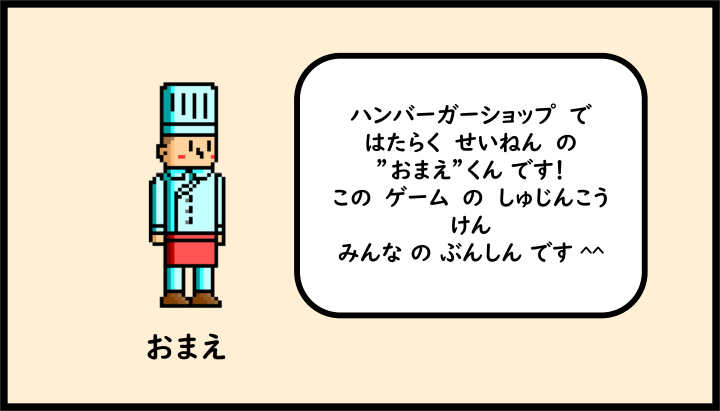 ハンバーガーショップ で
はたらく せいねん の
”おまえ”くん です！
この ゲーム の しゅじんこう
けん
みんな の ぶんしん です ^^
おまえ